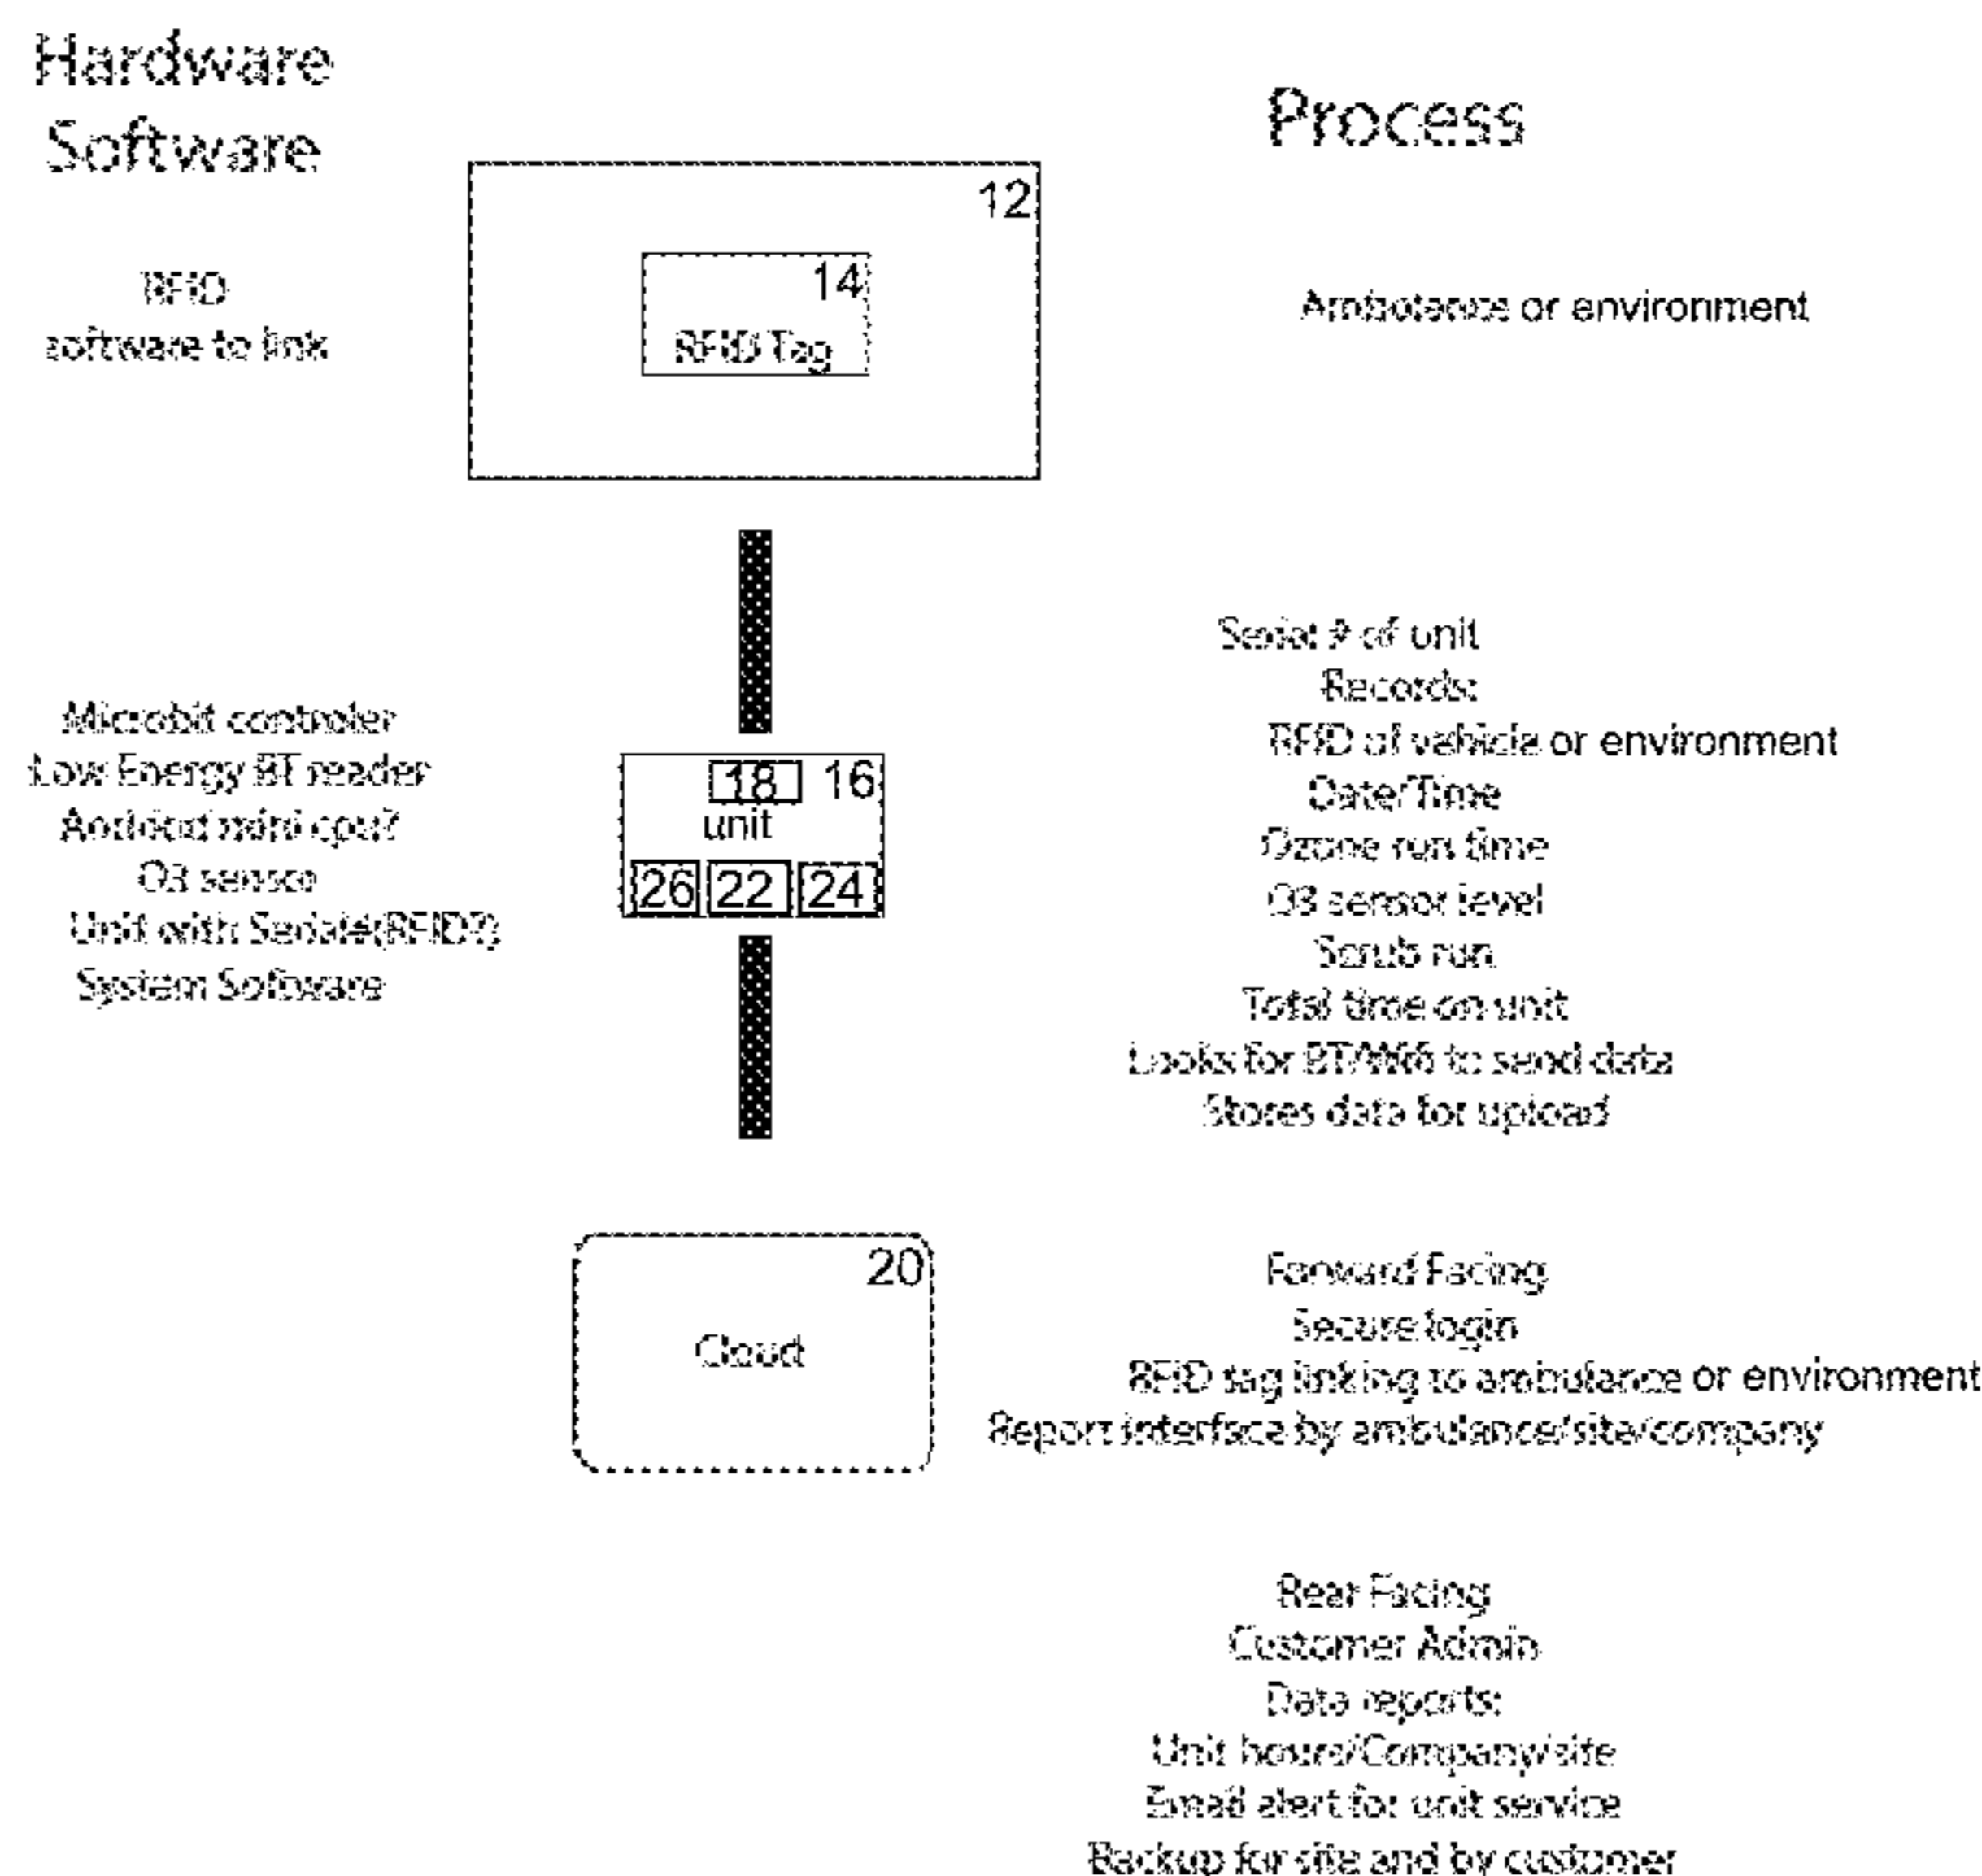 Hardware
Software
Process
12
14
RFID Tag
RFID
software to link
Ambulance or environment
Microbit controler
Low Energy BT reader
Android mini cpu?
O3 sensor
Unit with Serial#(RFID?)
System Software
18 16
unit
26 22 24
Serial # of unit
Records:
RFID of vehicle or environment
Date/Time
Ozone run time
O3 sensor level
Scrub run
Total time on unit
Looks for BT/Wifi to send data
Stores data for upload
20
Cloud
Forward Facing
Secure login
RFID tag linking to ambulance or environment
Report interface by ambulance/site/company
Rear Facing
Customer Admin
Data reports:
Unit hours/Company/site
Email alert for unit service
Backup for site and by customer